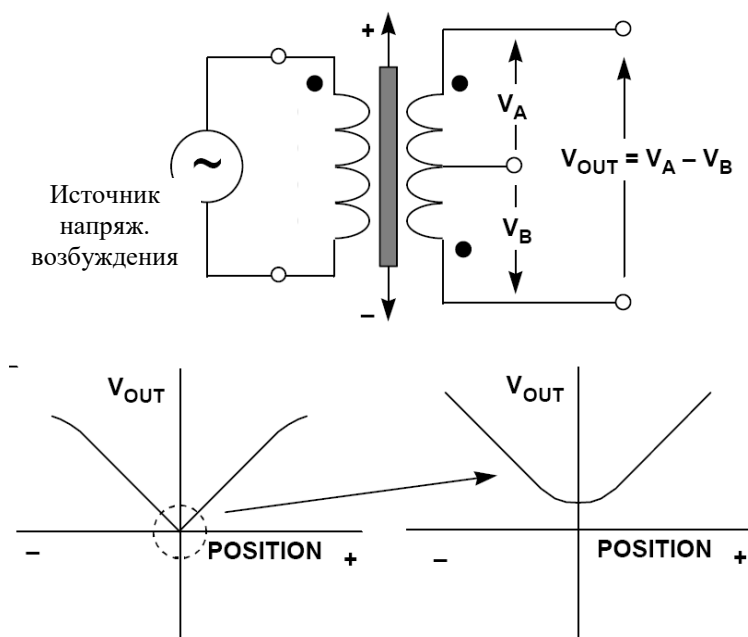 +
V_A
~
V_OUT = V_A – V_B
Источник
напряж.
возбуждения
V_B
–
–
V_OUT
V_OUT
– POSITION +
– POSITION +